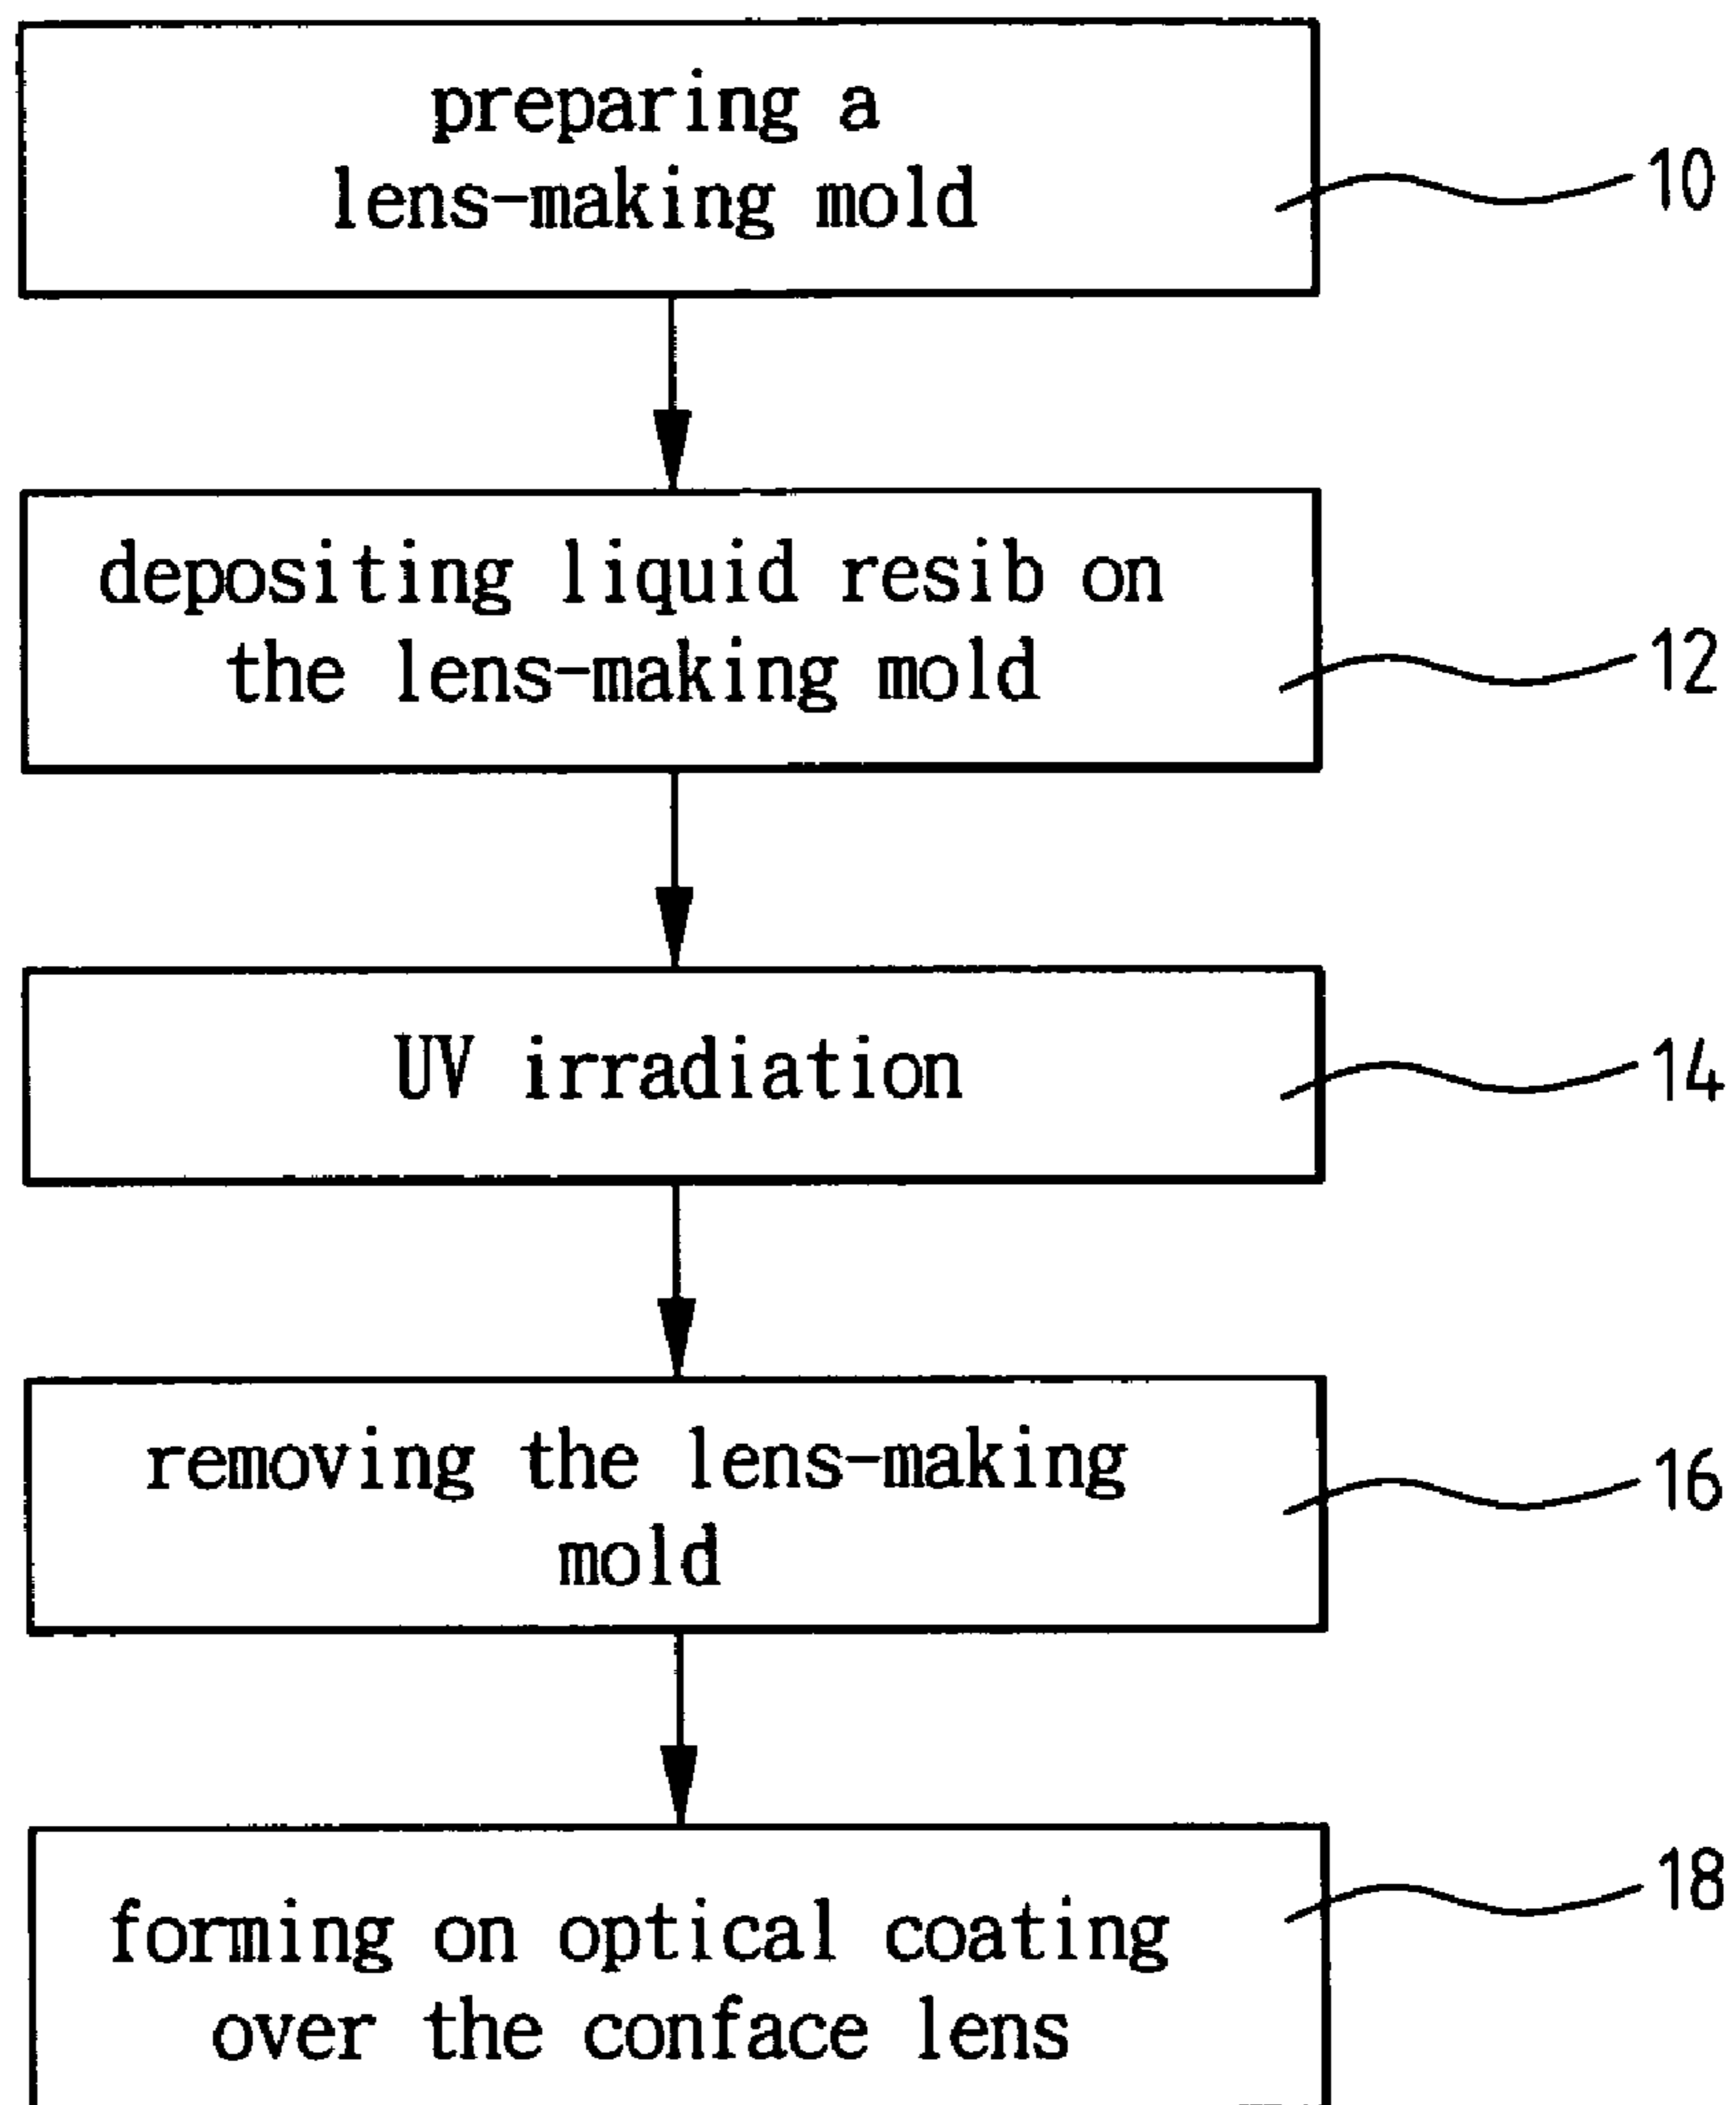 preparing a
lens-making mold
10
depositing liquid resib on
the lens-making mold
12
UV irradiation
14
removing the lens-making
mold
16
forming on optical coating
over the conface lens
18